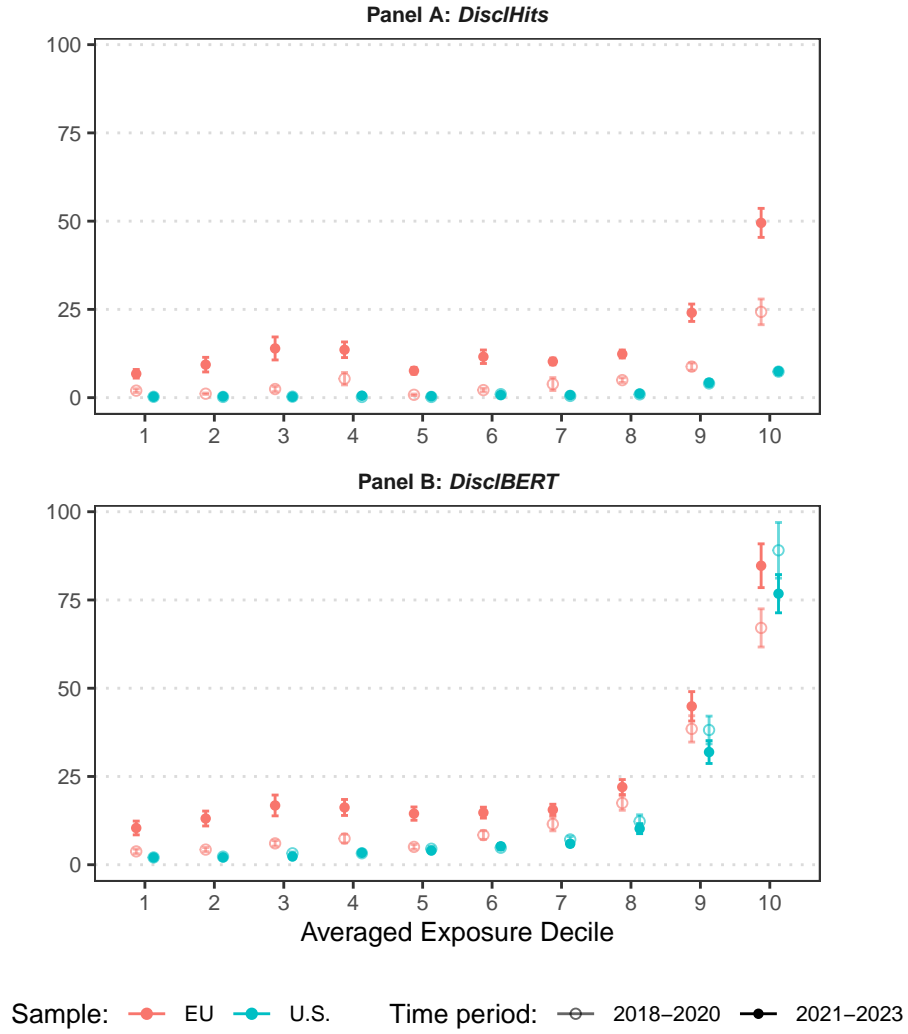 Panel A: DisclHits
100
75
50
25
0
1 2 3 4 5 6 7 8 9 10
Panel B: DisclBERT
100
75
50
25
0
1 2 3 4 5 6 7 8 9 10
Averaged Exposure Decile
Sample: EU U.S. Time period: 2018–2020 2021–2023